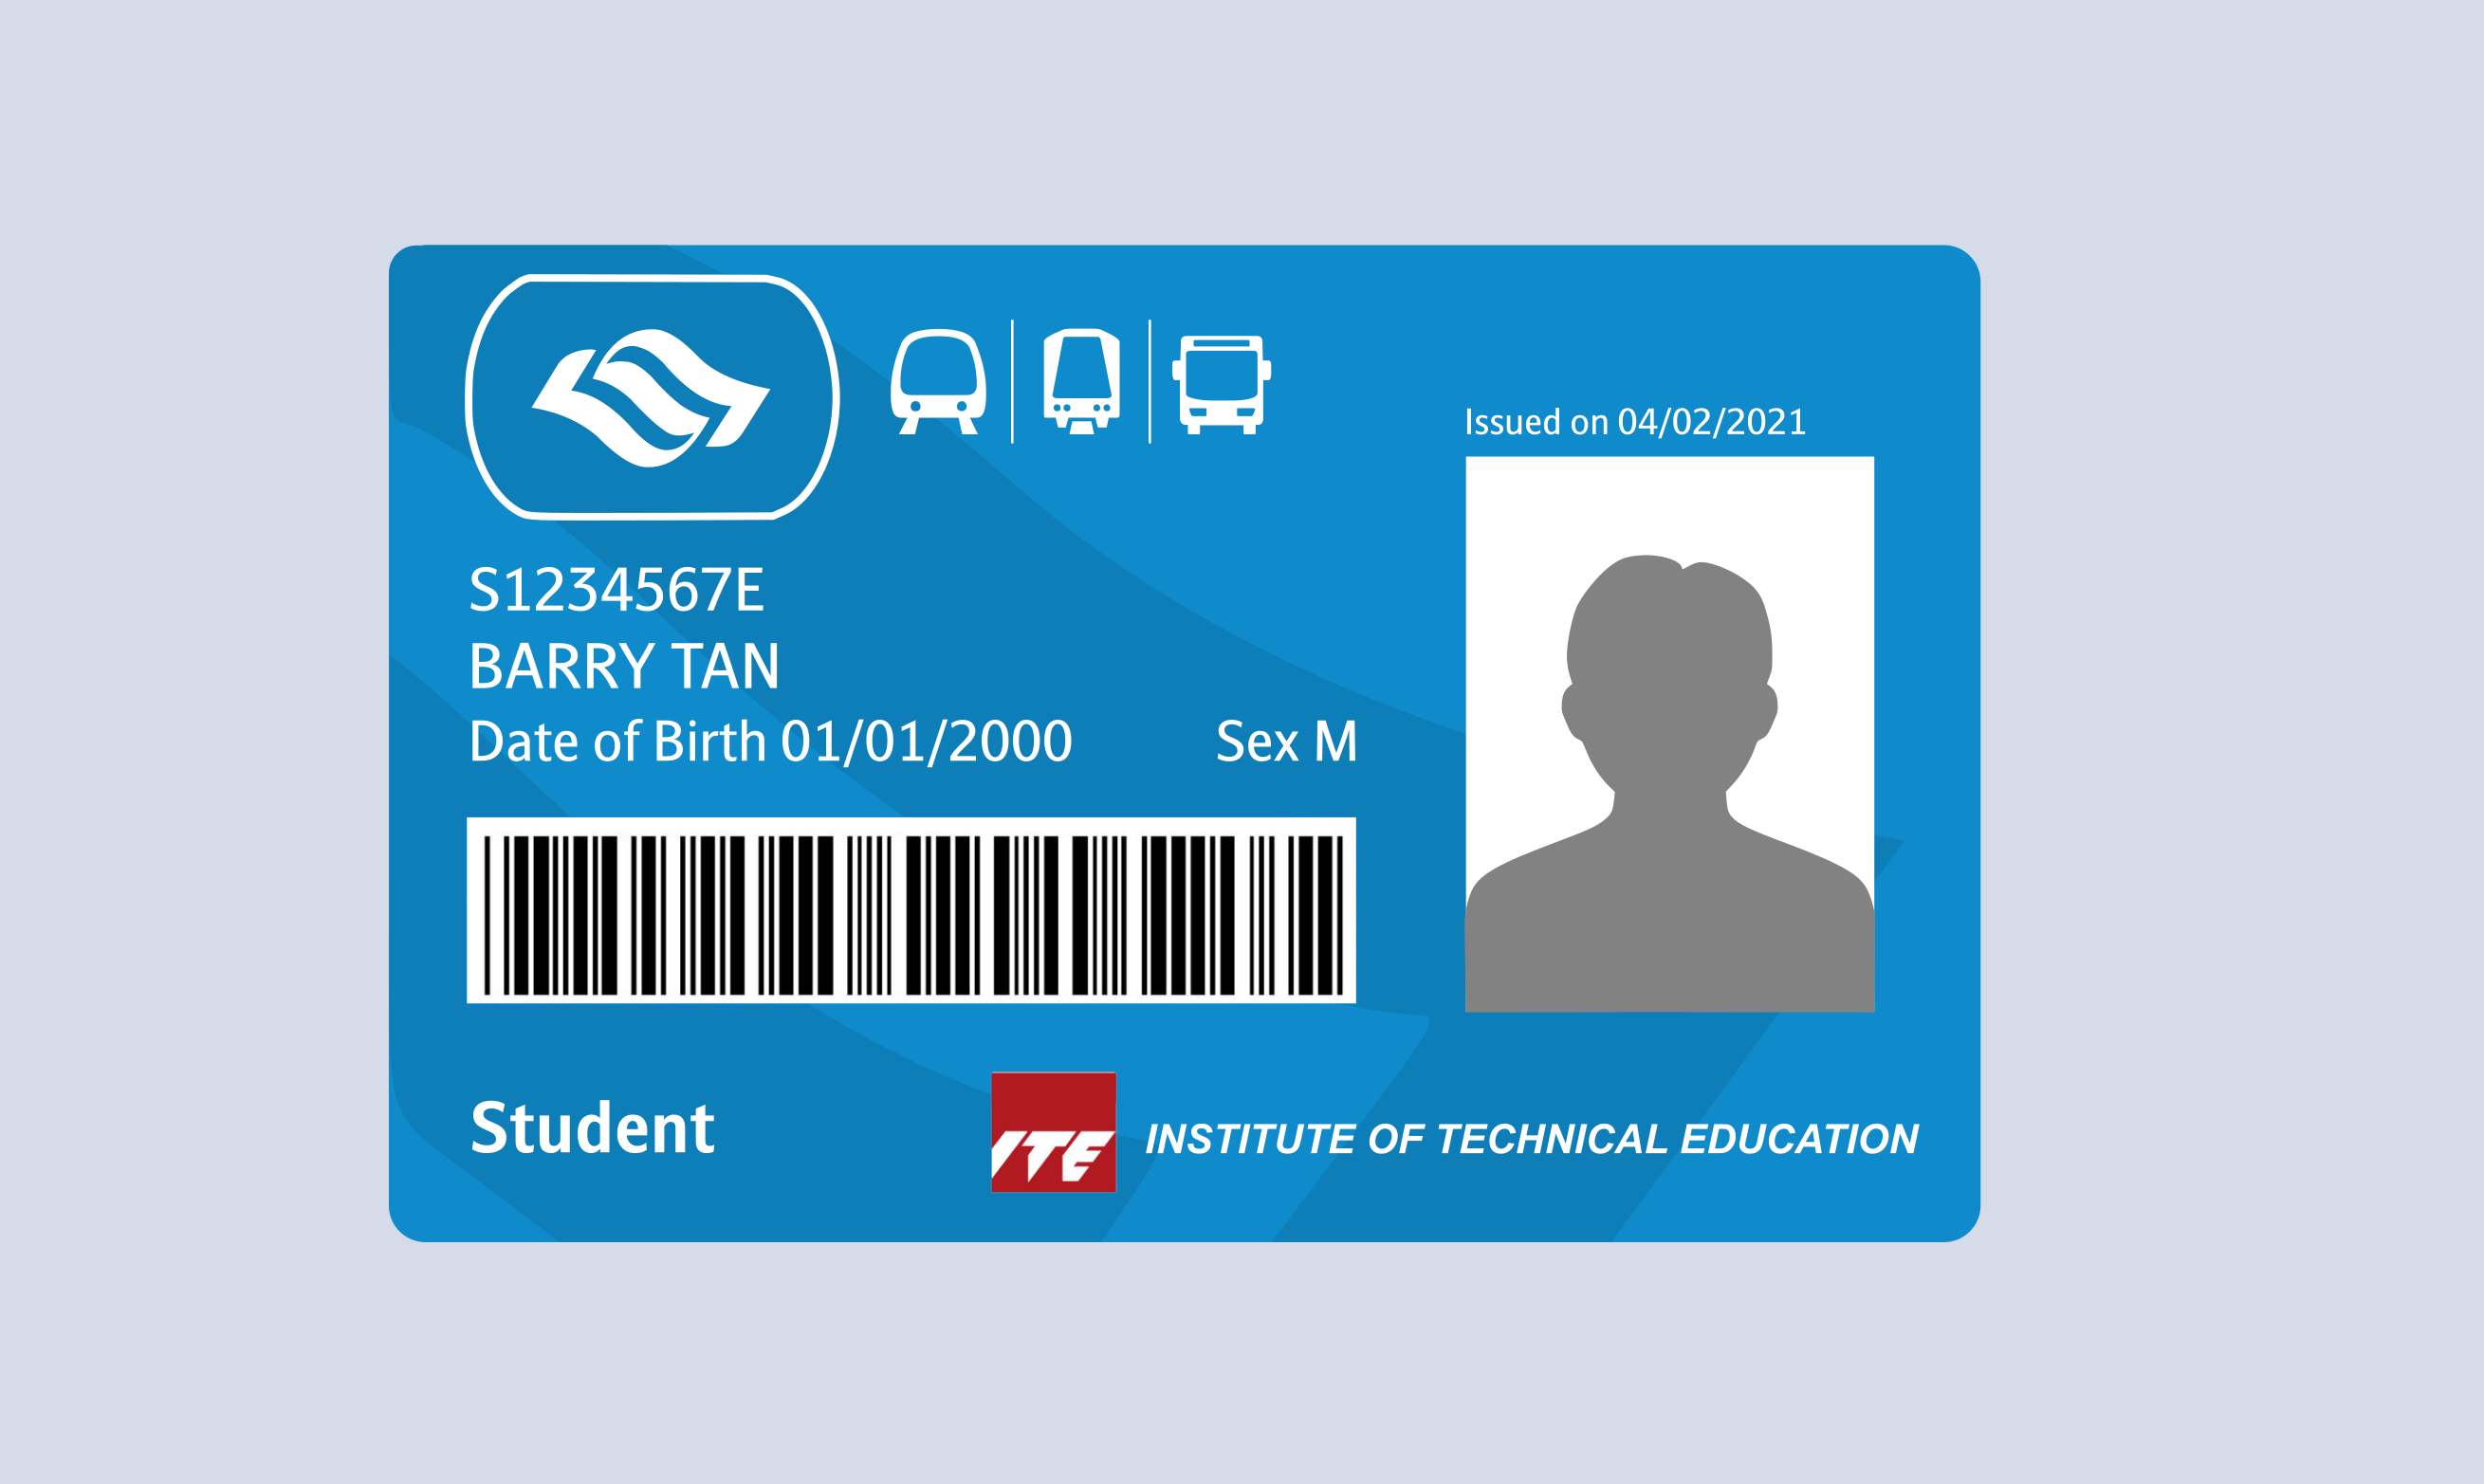 Issued on 04/02/2021
S1234567E
BARRY TAN
Date of Birth 01/01/2000 Sex M
Student
ITE INSTITUTE OF TECHNICAL EDUCATION